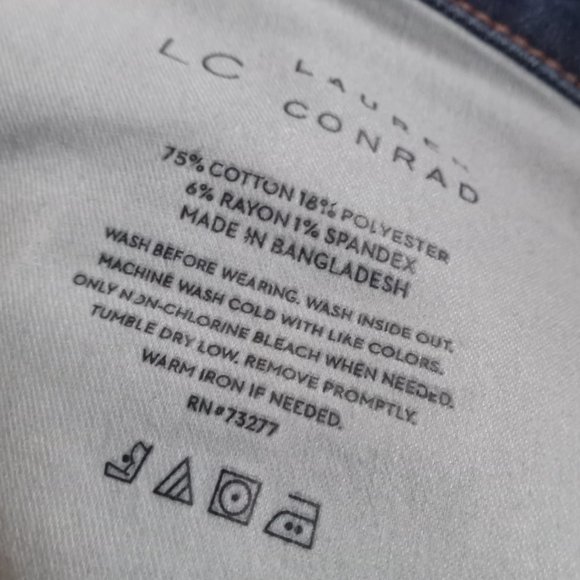 LC LAUREN CONRAD
75% COTTON 18% POLYESTER
6% RAYON 1% SPANDEX
MADE IN BANGLADESH
WASH BEFORE WEARING. WASH INSIDE OUT.
MACHINE WASH COLD WITH LIKE COLORS.
ONLY NON-CHLORINE BLEACH WHEN NEEDED.
TUMBLE DRY LOW. REMOVE PROMPTLY.
WARM IRON IF NEEDED.
RN#73277